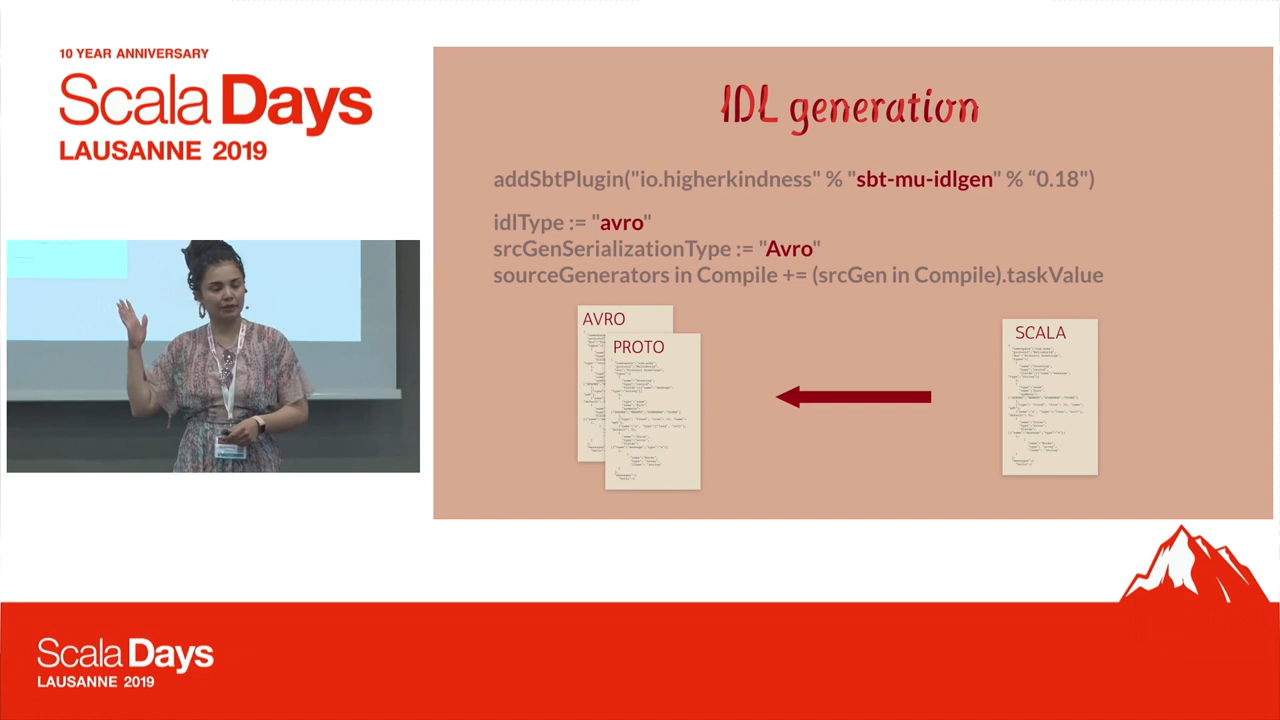 10 YEAR ANNIVERSARY
Scala Days
LAUSANNE 2019
IDL generation
addSbtPlugin("io.higherkindness" % "sbt-mu-idlgen" % “0.18")
idlType := "avro"
srcGenSerializationType := "Avro"
sourceGenerators in Compile += (srcGen in Compile).taskValue
AVRO
PROTO
SCALA
Scala Days
LAUSANNE 2019